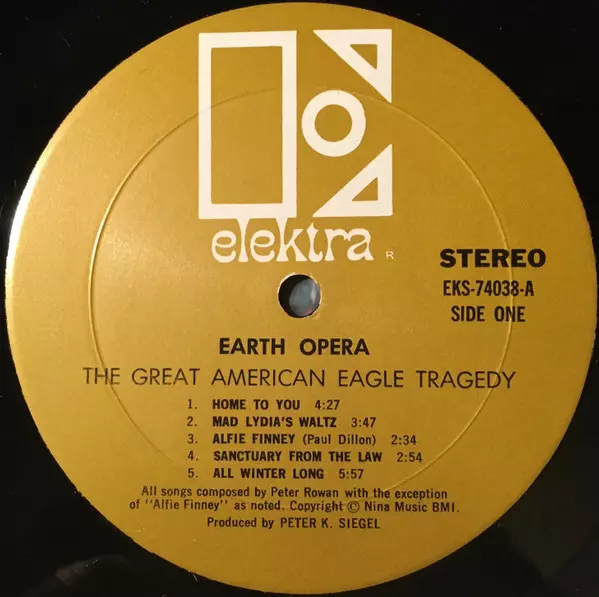 elektra ®
STEREO
EKS-74038-A
SIDE ONE
EARTH OPERA
THE GREAT AMERICAN EAGLE TRAGEDY
1. HOME TO YOU 4:27
2. MAD LYDIA'S WALTZ 3:47
3. ALFIE FINNEY (Paul Dillon) 2:34
4. SANCTUARY FROM THE LAW 2:54
5. ALL WINTER LONG 5:57
All songs composed by Peter Rowan with the exception
of "Alfie Finney" as noted. Copyright Ⓒ Nina Music BMI.
Produced by PETER K. SIEGEL